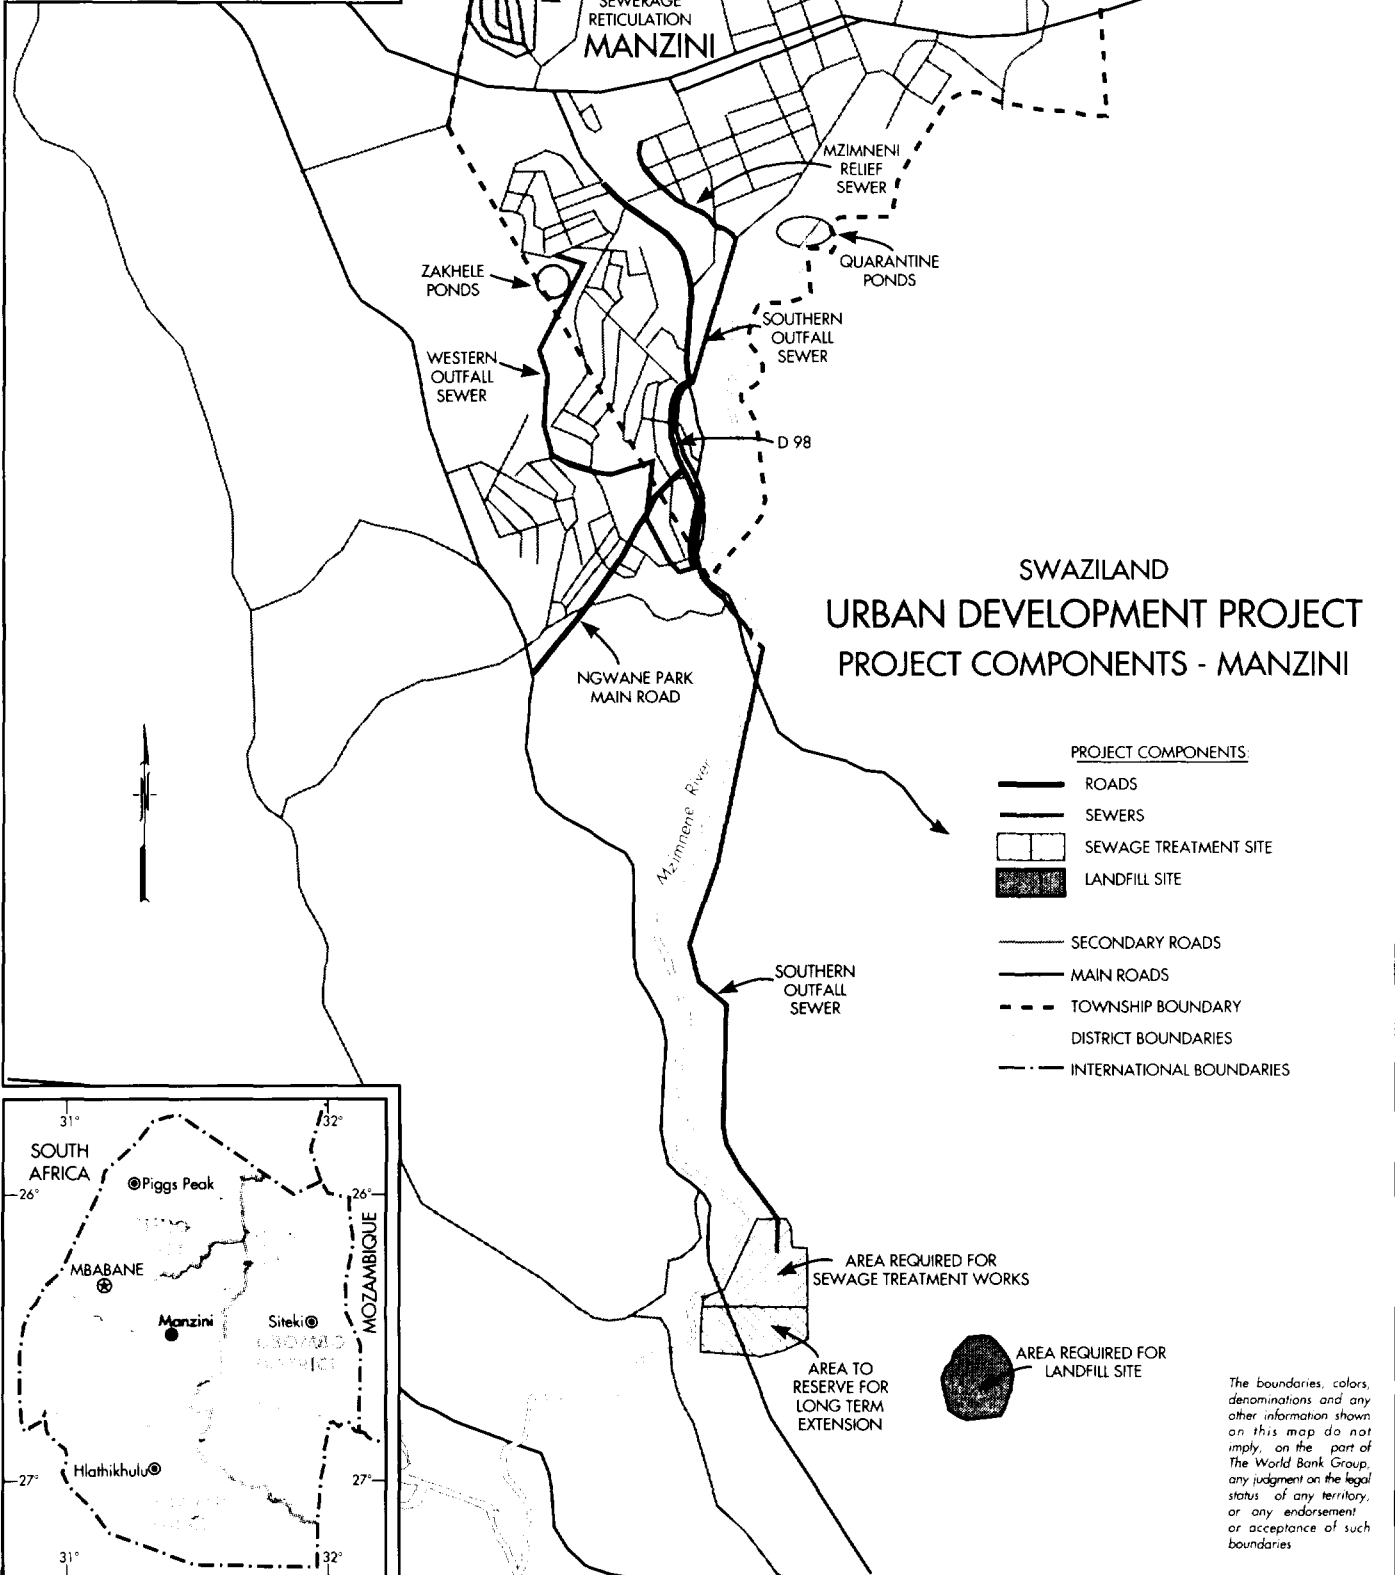 SEWERAGE
RETICULATION
MANZINI
MZIMNENI
RELIEF
SEWER
QUARANTINE
PONDS
ZAKHELE
PONDS
SOUTHERN
OUTFALL
SEWER
WESTERN
OUTFALL
SEWER
D 98
SWAZILAND
URBAN DEVELOPMENT PROJECT
PROJECT COMPONENTS - MANZINI
NGWANE PARK
MAIN ROAD
Mzimnene River
PROJECT COMPONENTS:
ROADS
SEWERS
SEWAGE TREATMENT SITE
LANDFILL SITE
SECONDARY ROADS
MAIN ROADS
TOWNSHIP BOUNDARY
DISTRICT BOUNDARIES
INTERNATIONAL BOUNDARIES
SOUTHERN
OUTFALL
SEWER
AREA REQUIRED FOR
SEWAGE TREATMENT WORKS
AREA TO
RESERVE FOR
LONG TERM
EXTENSION
AREA REQUIRED FOR
LANDFILL SITE
31°
32°
SOUTH
AFRICA
Piggs Peak
26°
26°
MOZAMBIQUE
MBABANE
Manzini
Siteki
Hlathikhulu
27°
27°
31°
32°
The boundaries, colors,
denominations and any
other information shown
on this map do not
imply, on the part of
The World Bank Group,
any judgment on the legal
status of any territory,
or any endorsement
or acceptance of such
boundaries